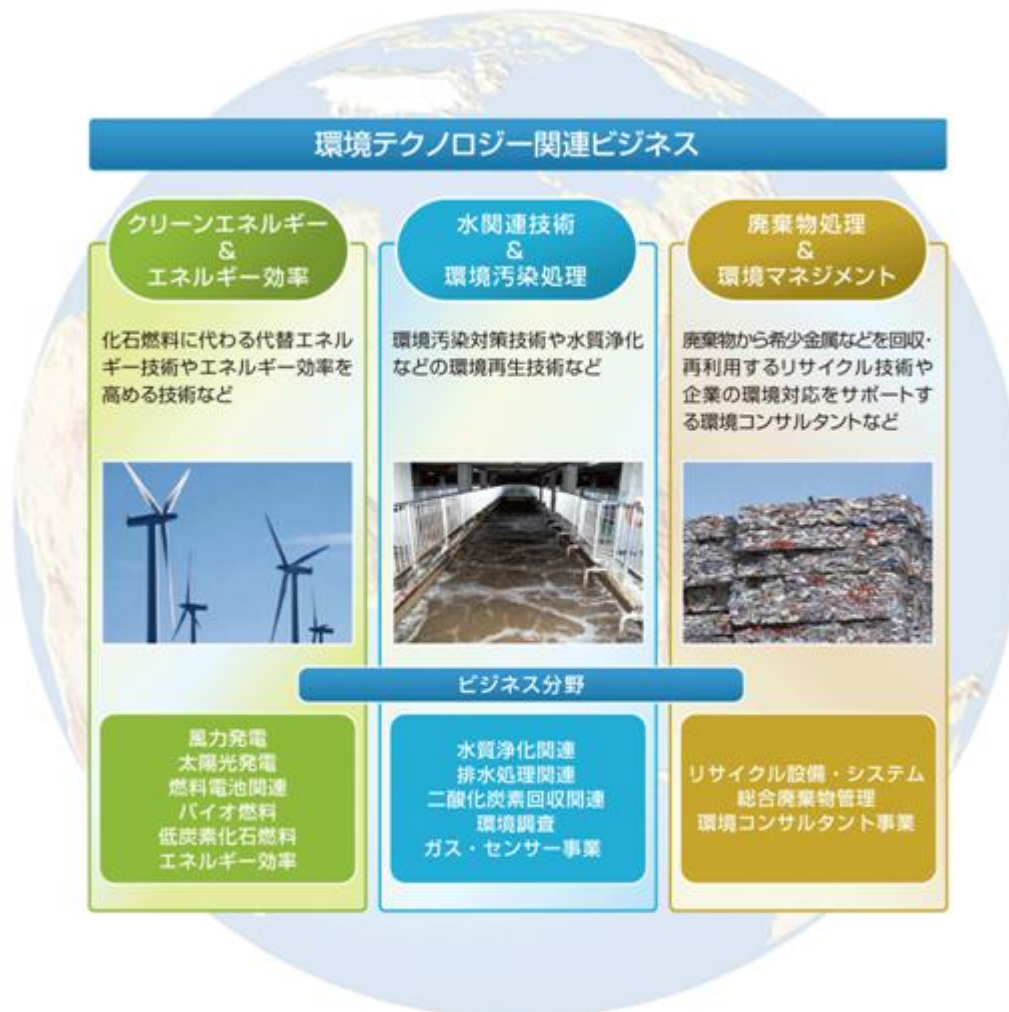 環境テクノロジー関連ビジネス
クリーンエネルギー
&
エネルギー効率
化石燃料に代わる代替エネル
ギー技術やエネルギー効率を
高める技術など
水関連技術
&
環境汚染処理
環境汚染対策技術や水質浄化
などの環境再生技術など
廃棄物処理
&
環境マネジメント
廃棄物から希少金属などを回収・
再利用するリサイクル技術や
企業の環境対応をサポートす
る環境コンサルタントなど
ビジネス分野
風力発電
太陽光発電
燃料電池関連
バイオ燃料
低炭素化石燃料
エネルギー効率
水質浄化関連
排水処理関連
二酸化炭素回収関連
環境調査
ガス・センサー事業
リサイクル設備・システム
総合廃棄物管理
環境コンサルタント事業